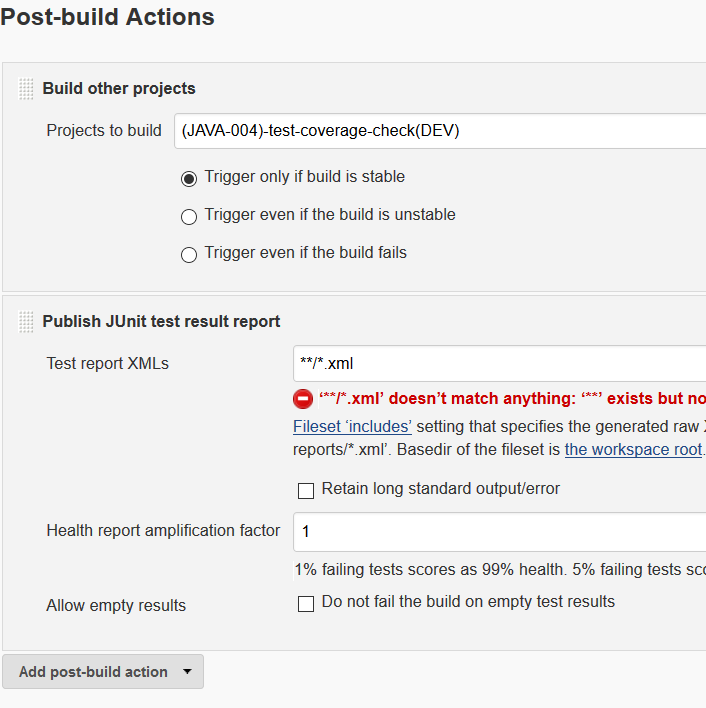 Post-build Actions
Build other projects
Projects to build (JAVA-004)-test-coverage-check(DEV)
Trigger only if build is stable
Trigger even if the build is unstable
Trigger even if the build fails
Publish JUnit test result report
Test report XMLs **/*.xml
‘**/*.xml’ doesn’t match anything: ‘**’ exists but no
Fileset ‘includes’ setting that specifies the generated raw
reports/*.xml’. Basedir of the fileset is the workspace root.
Retain long standard output/error
Health report amplification factor 1
1% failing tests scores as 99% health. 5% failing tests sco
Allow empty results Do not fail the build on empty test results
Add post-build action